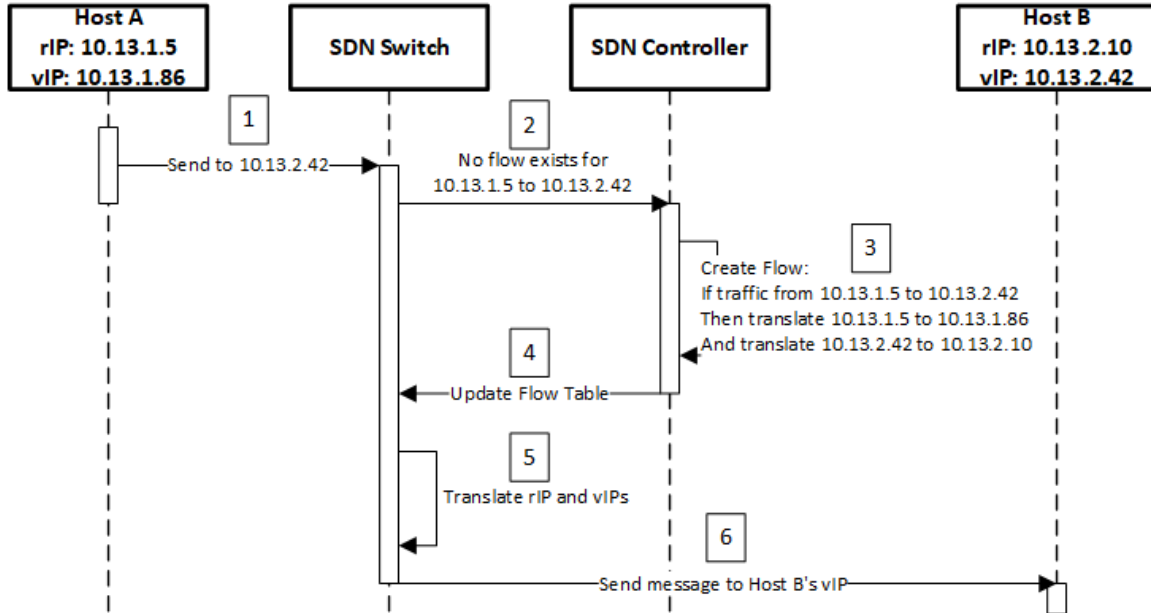 Host A
rIP: 10.13.1.5
vIP: 10.13.1.86
SDN Switch
SDN Controller
Host B
rIP: 10.13.2.10
vIP: 10.13.2.42
1
Send to 10.13.2.42
2
No flow exists for
10.13.1.5 to 10.13.2.42
3
Create Flow:
If traffic from 10.13.1.5 to 10.13.2.42
Then translate 10.13.1.5 to 10.13.1.86
And translate 10.13.2.42 to 10.13.2.10
4
Update Flow Table
5
Translate rIP and vIPs
6
Send message to Host B's vIP